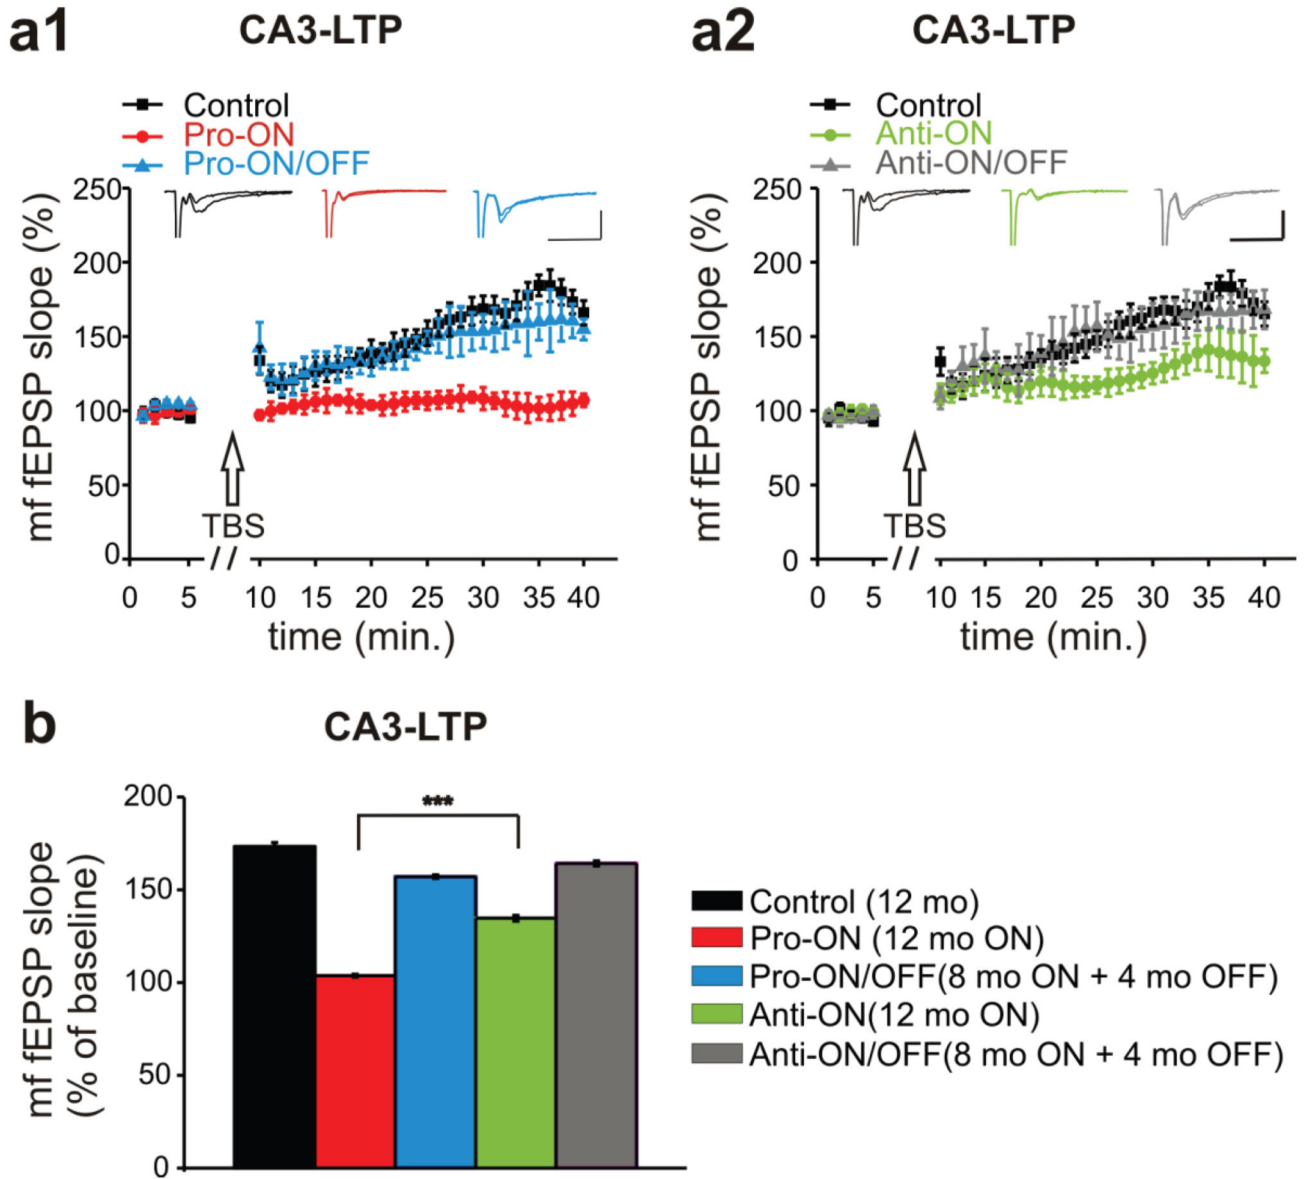 a1
CA3-LTP
Control
Pro-ON
Pro-ON/OFF
mf fEPSP slope (%)
250
200
150
100
50
0
TBS
0 5 10 15 20 25 30 35 40
time (min.)
a2
CA3-LTP
Control
Anti-ON
Anti-ON/OFF
mf fEPSP slope (%)
250
200
150
100
50
0
TBS
0 5 10 15 20 25 30 35 40
time (min.)
b
CA3-LTP
mf fEPSP slope
(% of baseline)
200
150
100
50
0
***
Control (12 mo)
Pro-ON (12 mo ON)
Pro-ON/OFF(8 mo ON + 4 mo OFF)
Anti-ON(12 mo ON)
Anti-ON/OFF(8 mo ON + 4 mo OFF)